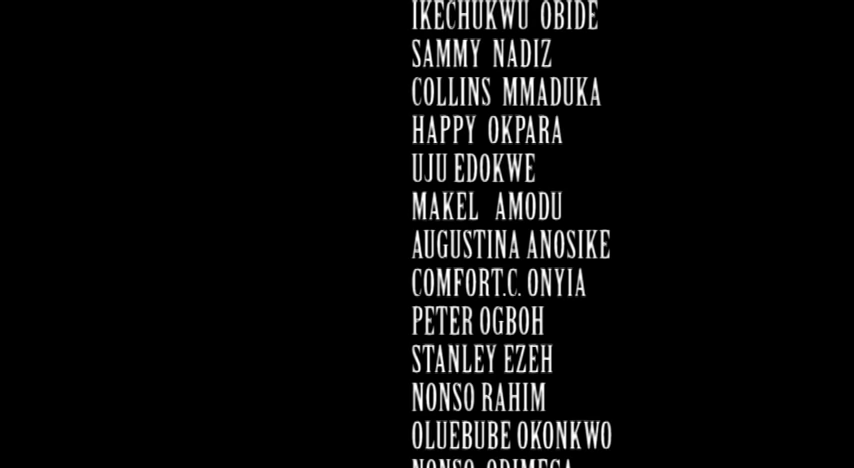 IKECHUKWU OBIDE
SAMMY NADIZ
COLLINS MMADUKA
HAPPY OKPARA
UJU EDOKWE
MAKEL AMODU
AUGUSTINA ANOSIKE
COMFORT.C. ONYIA
PETER OGBOH
STANLEY EZEH
NONSO RAHIM
OLUEBUBE OKONKWO
NONSO